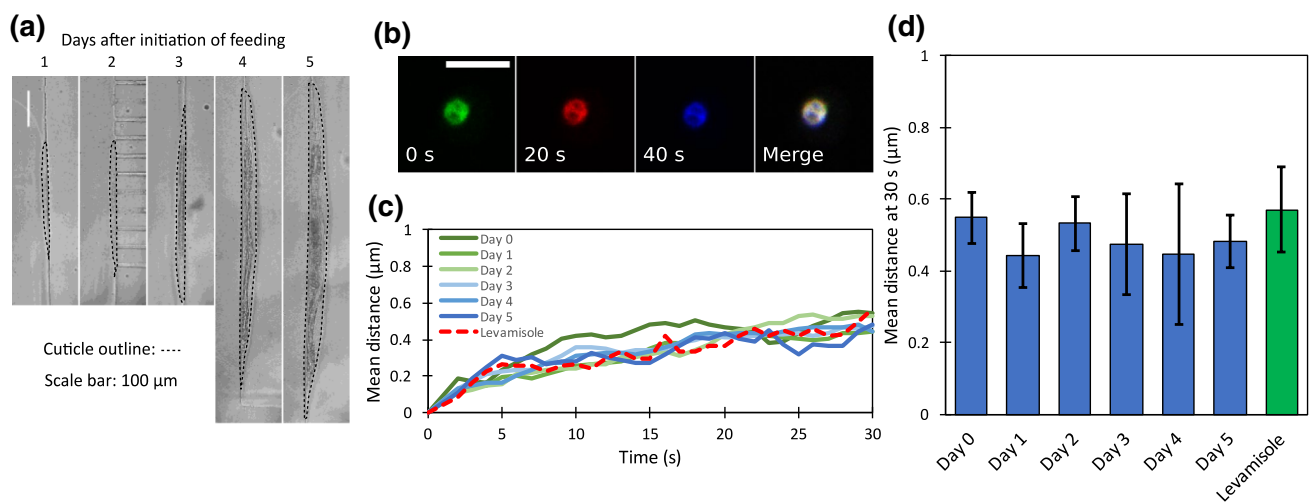 (a)
Days after initiation of feeding
1 2 3 4 5
Cuticle outline: ----
Scale bar: 100 µm
(b)
0 s 20 s 40 s Merge
(c)
Mean distance (µm)
1
0.8
0.6
0.4
0.2
0
Day 0
Day 1
Day 2
Day 3
Day 4
Day 5
Levamisole
0 5 10 15 20 25 30
Time (s)
(d)
Mean distance at 30 s (µm)
1
0.8
0.6
0.4
0.2
0
Day 0 Day 1 Day 2 Day 3 Day 4 Day 5 Levamisole